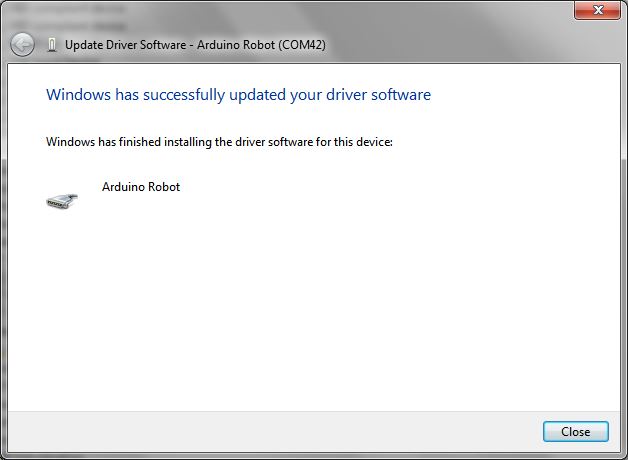 Update Driver Software - Arduino Robot (COM42)
Windows has successfully updated your driver software
Windows has finished installing the driver software for this device:
Arduino Robot
Close